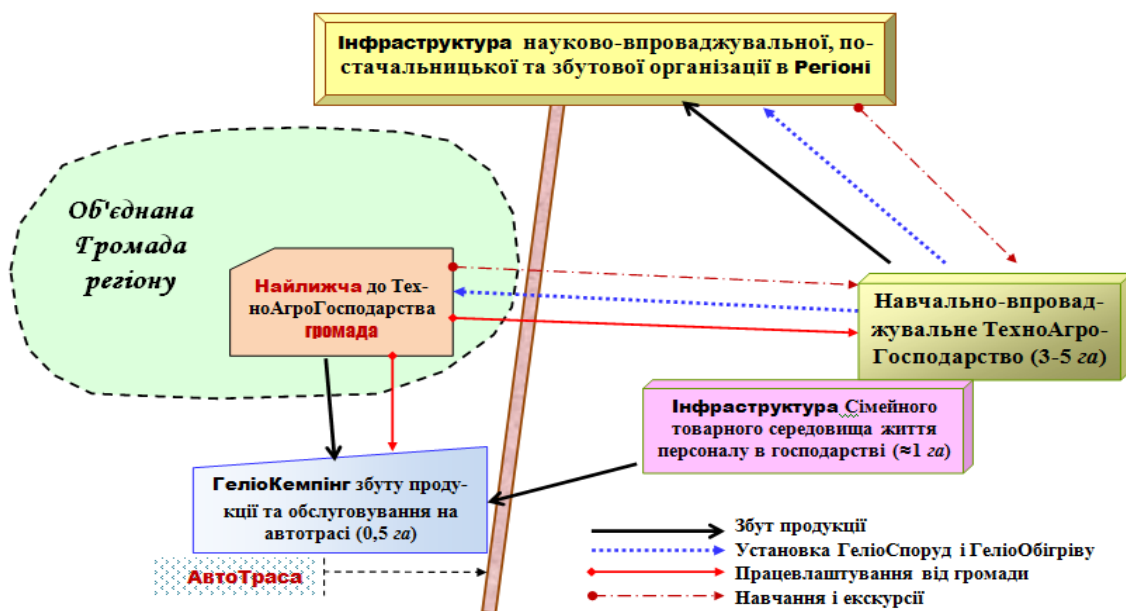 Інфраструктура науково-впроваджувальної, по-
стачальницької та збутової організації в Регіоні
Об'єднана
Громада
регіону
Найлижча до Тех-
ноАгроГосподарства
громада
Навчально-впровад-
жувальне ТехноАгро-
Господарство (3-5 га)
Інфраструктура Сімейного
товарного середовища життя
персоналу в господарстві (≈1 га)
ГеліоКемпінг збуту проду-
кції та обслуговування на
автотрасі (0,5 га)
АвтоТраса
Збут продукції
Установка ГеліоСпоруд і ГеліоОбігріву
Працевлаштування від громади
Навчання і екскурсії